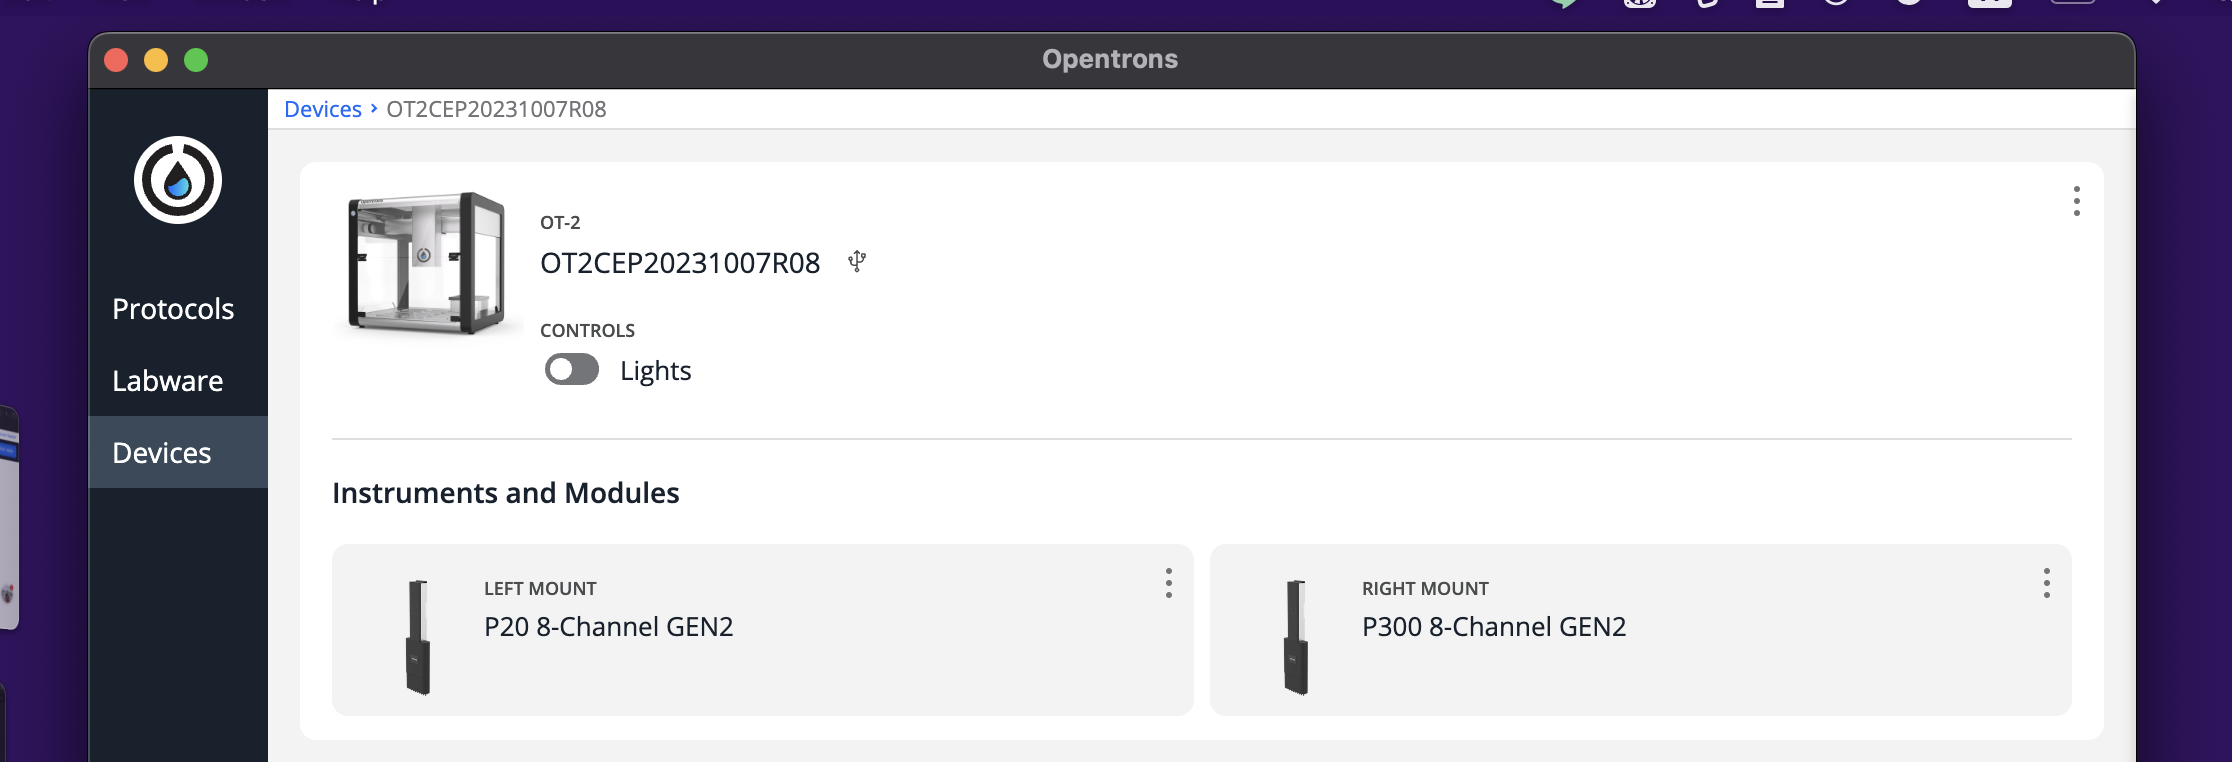 Opentrons
Devices › OT2CEP20231007R08
OT-2
OT2CEP20231007R08
CONTROLS
Lights
Protocols
Labware
Devices
Instruments and Modules
LEFT MOUNT
P20 8-Channel GEN2
RIGHT MOUNT
P300 8-Channel GEN2